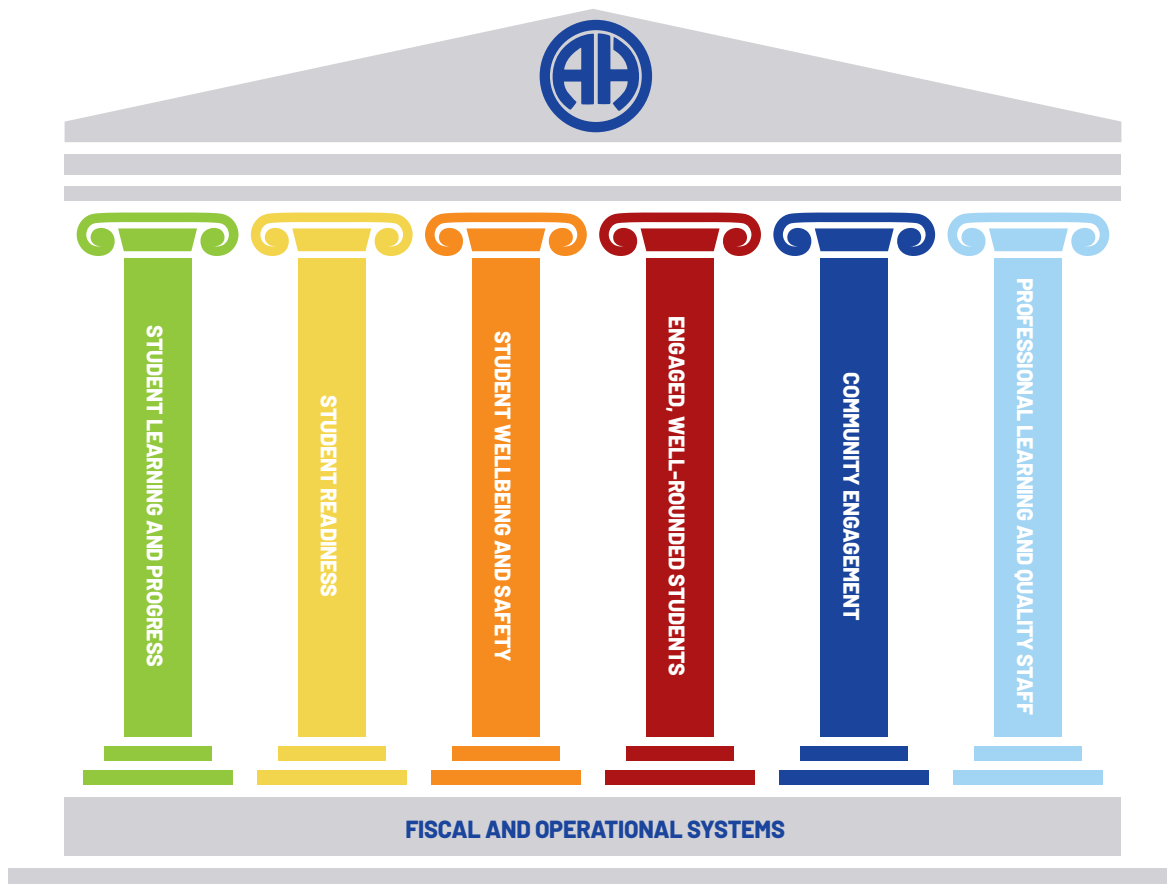 AH
STUDENT LEARNING AND PROGRESS
STUDENT READINESS
STUDENT WELLBEING AND SAFETY
ENGAGED, WELL-ROUNDED STUDENTS
COMMUNITY ENGAGEMENT
PROFESSIONAL LEARNING AND QUALITY STAFF
FISCAL AND OPERATIONAL SYSTEMS